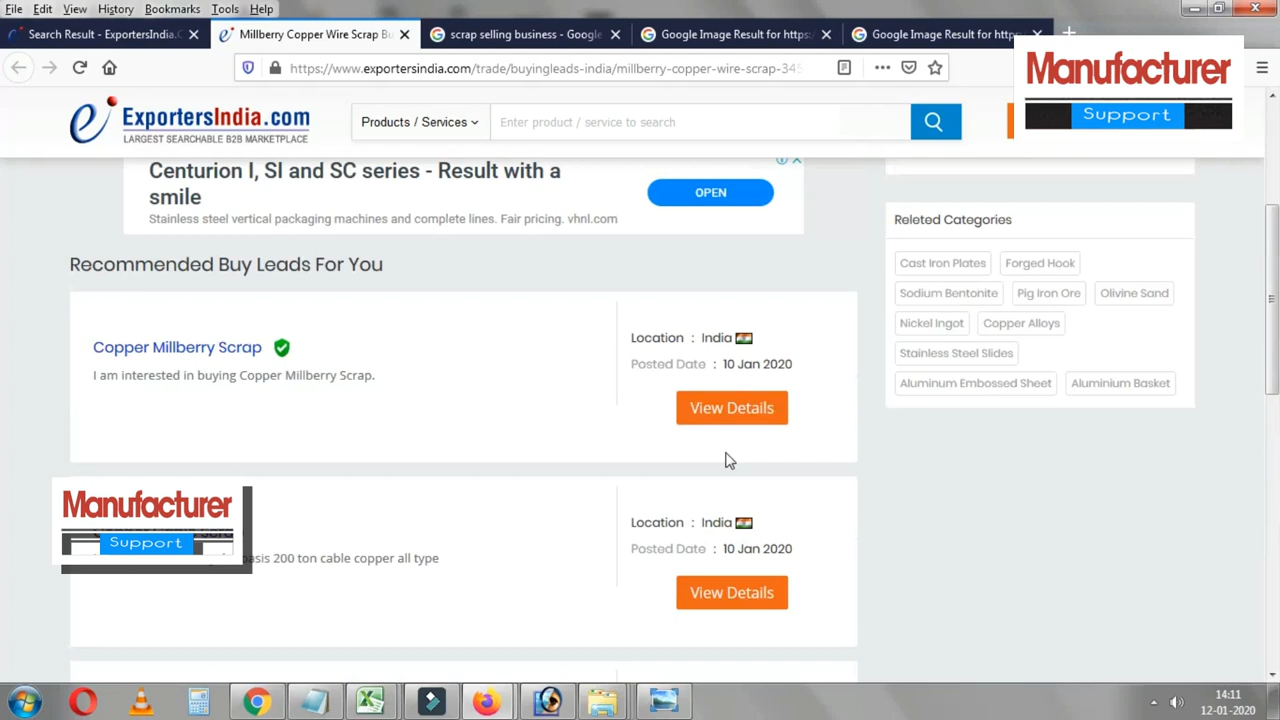 File Edit View History Bookmarks Tools Help
Search Result - ExportersIndia.C
Millberry Copper Wire Scrap Bu
scrap selling business - Google
Google Image Result for https:
Google Image Result for http
https://www.exportersindia.com/trade/buyingleads-india/millberry-copper-wire-scrap-345
Manufacturer
Support
ExportersIndia.com
LARGEST SEARCHABLE B2B MARKETPLACE
Products / Services
Enter product / service to search
Centurion I, SI and SC series - Result with a
smile
Stainless steel vertical packaging machines and complete lines. Fair pricing. vhnl.com
OPEN
Releted Categories
Cast Iron Plates Forged Hook
Sodium Bentonite Pig Iron Ore Olivine Sand
Nickel Ingot Copper Alloys
Stainless Steel Slides
Aluminum Embossed Sheet Aluminium Basket
Recommended Buy Leads For You
Copper Millberry Scrap
I am interested in buying Copper Millberry Scrap.
Location : India
Posted Date : 10 Jan 2020
View Details
Manufacturer
Support
basis 200 ton cable copper all type
Location : India
Posted Date : 10 Jan 2020
View Details
14:11
12-01-2020